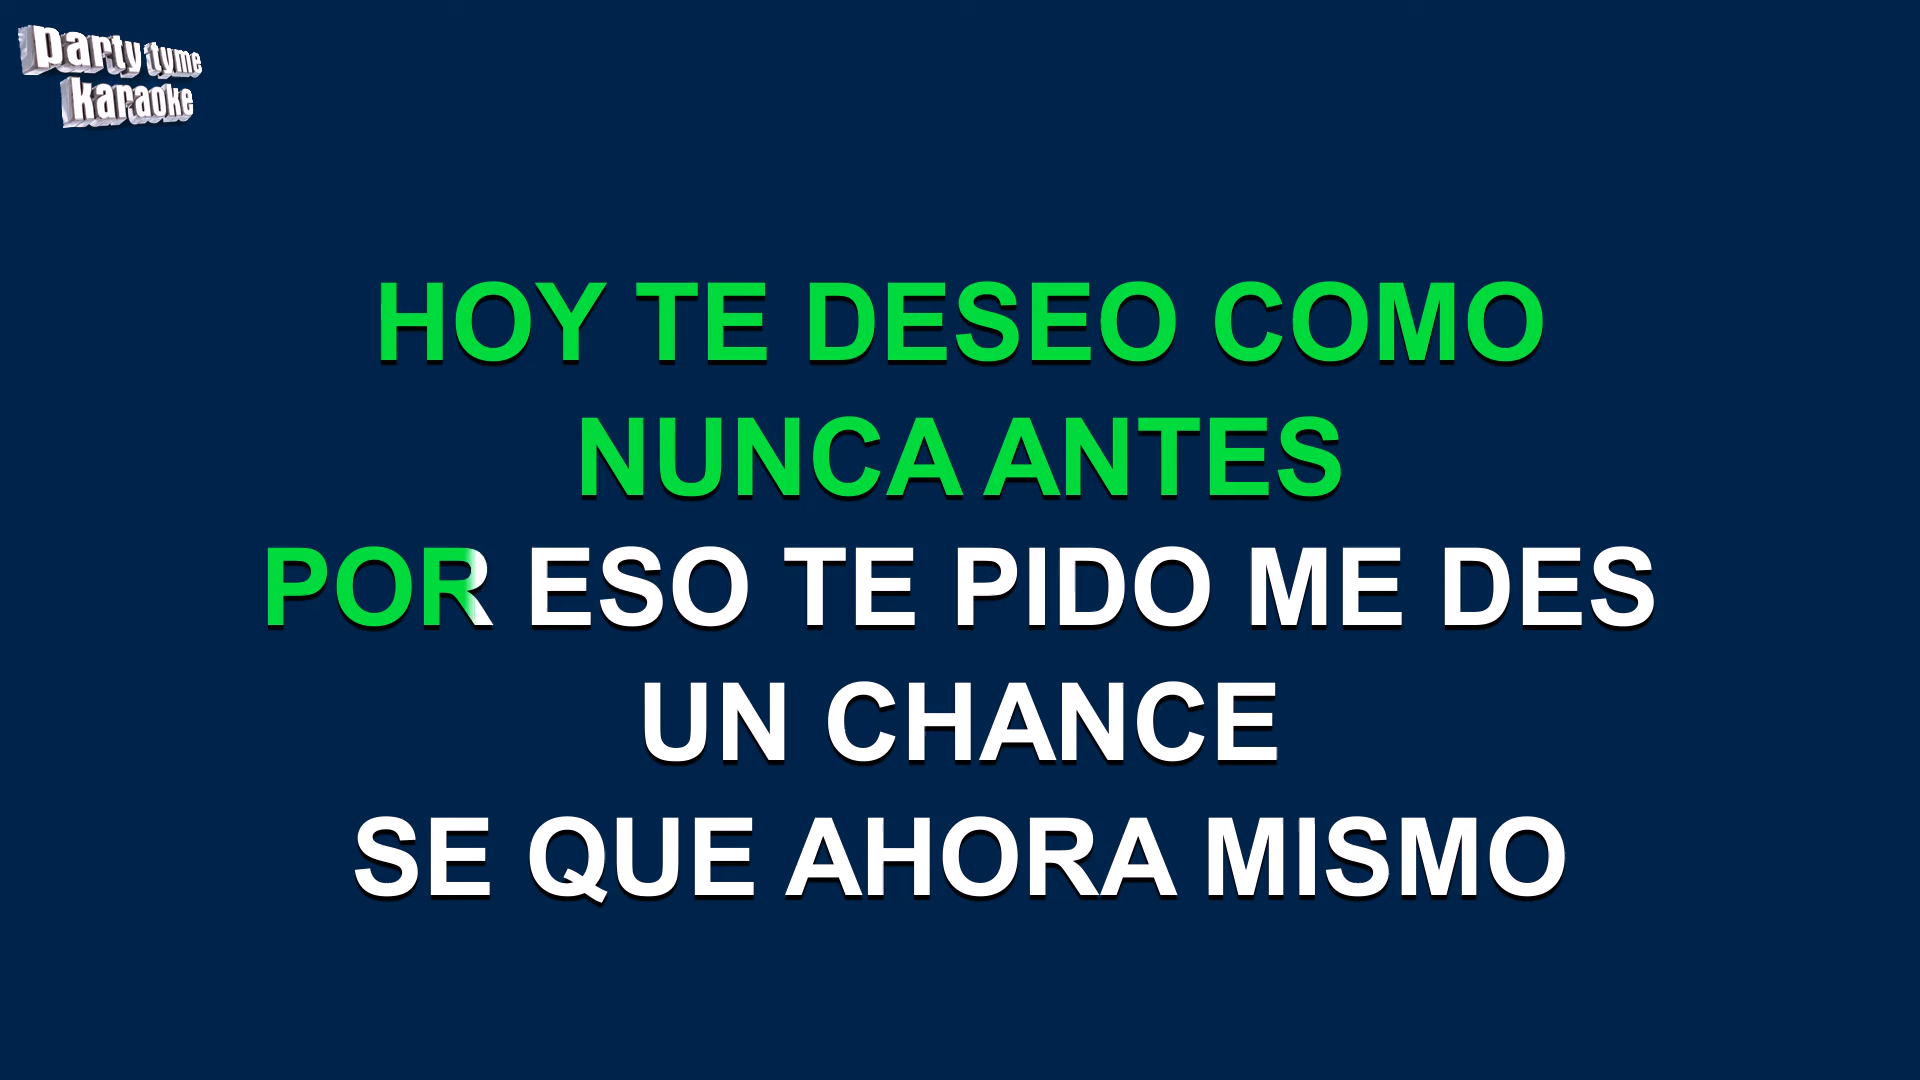 party tyme
karaoke
HOY TE DESEO COMO
NUNCA ANTES
POR ESO TE PIDO ME DES
UN CHANCE
SE QUE AHORA MISMO